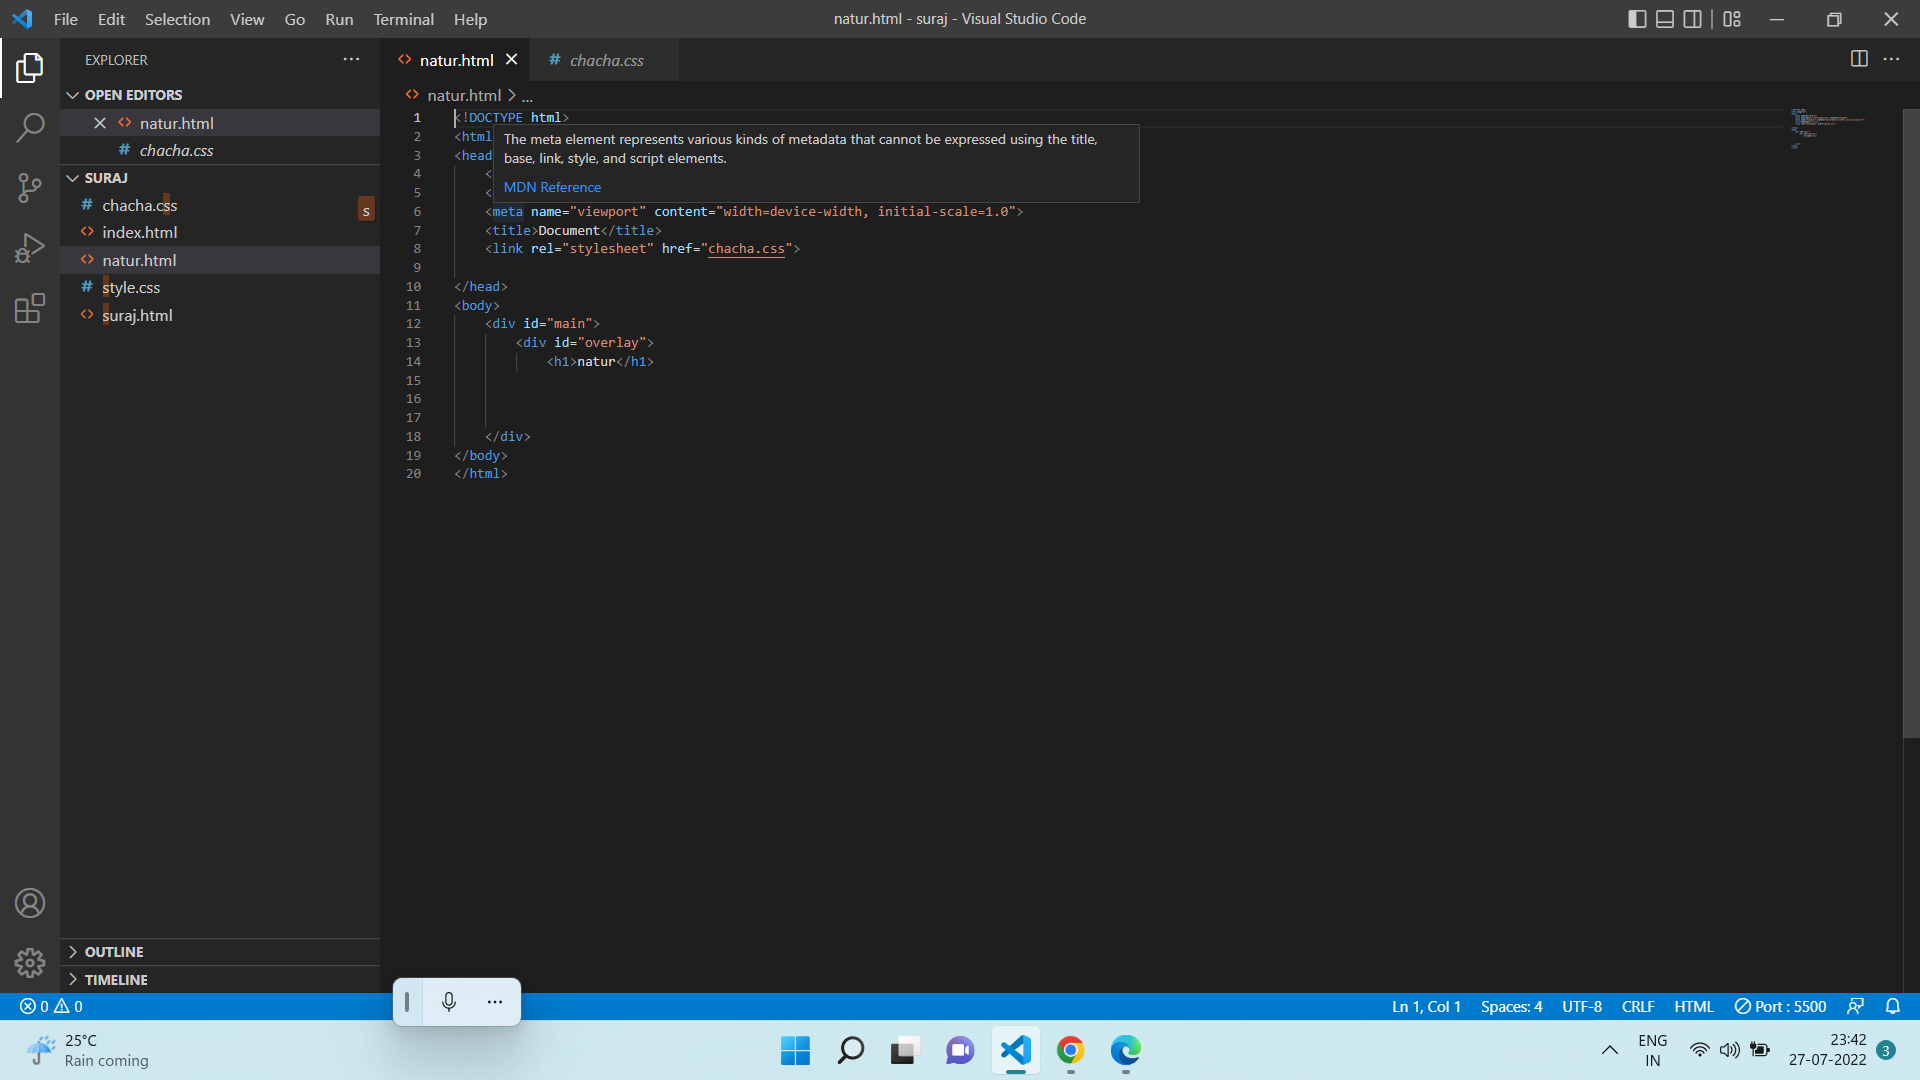 File Edit Selection View Go Run Terminal Help
natur.html - suraj - Visual Studio Code
EXPLORER
OPEN EDITORS
natur.html
chacha.css
SURAJ
chacha.css
s
index.html
natur.html
style.css
suraj.html
OUTLINE
TIMELINE
natur.html
chacha.css
natur.html > ...
1 <!DOCTYPE html>
2 <html
3 <head
4 <
5 <
The meta element represents various kinds of metadata that cannot be expressed using the title,
base, link, style, and script elements.
MDN Reference
6 <meta name="viewport" content="width=device-width, initial-scale=1.0">
7 <title>Document</title>
8 <link rel="stylesheet" href="chacha.css">
9
10 </head>
11 <body>
12 <div id="main">
13 <div id="overlay">
14 <h1>natur</h1>
15
16
17
18 </div>
19 </body>
20 </html>
0 0
Ln 1, Col 1 Spaces: 4 UTF-8 CRLF HTML Port : 5500
25°C
Rain coming
ENG
IN
23:42
27-07-2022
3